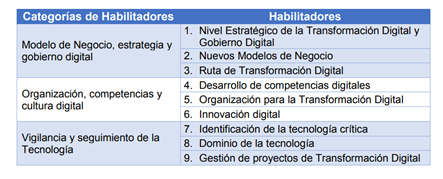 Categorías de Habilitadores
Habilitadores
Modelo de Negocio, estrategia y
gobierno digital
1. Nivel Estratégico de la Transformación Digital y
Gobierno Digital
2. Nuevos Modelos de Negocio
3. Ruta de Transformación Digital
Organización, competencias y
cultura digital
4. Desarrollo de competencias digitales
5. Organización para la Transformación Digital
6. Innovación digital
Vigilancia y seguimiento de la
Tecnología
7. Identificación de la tecnología crítica
8. Dominio de la tecnología
9. Gestión de proyectos de Transformación Digital